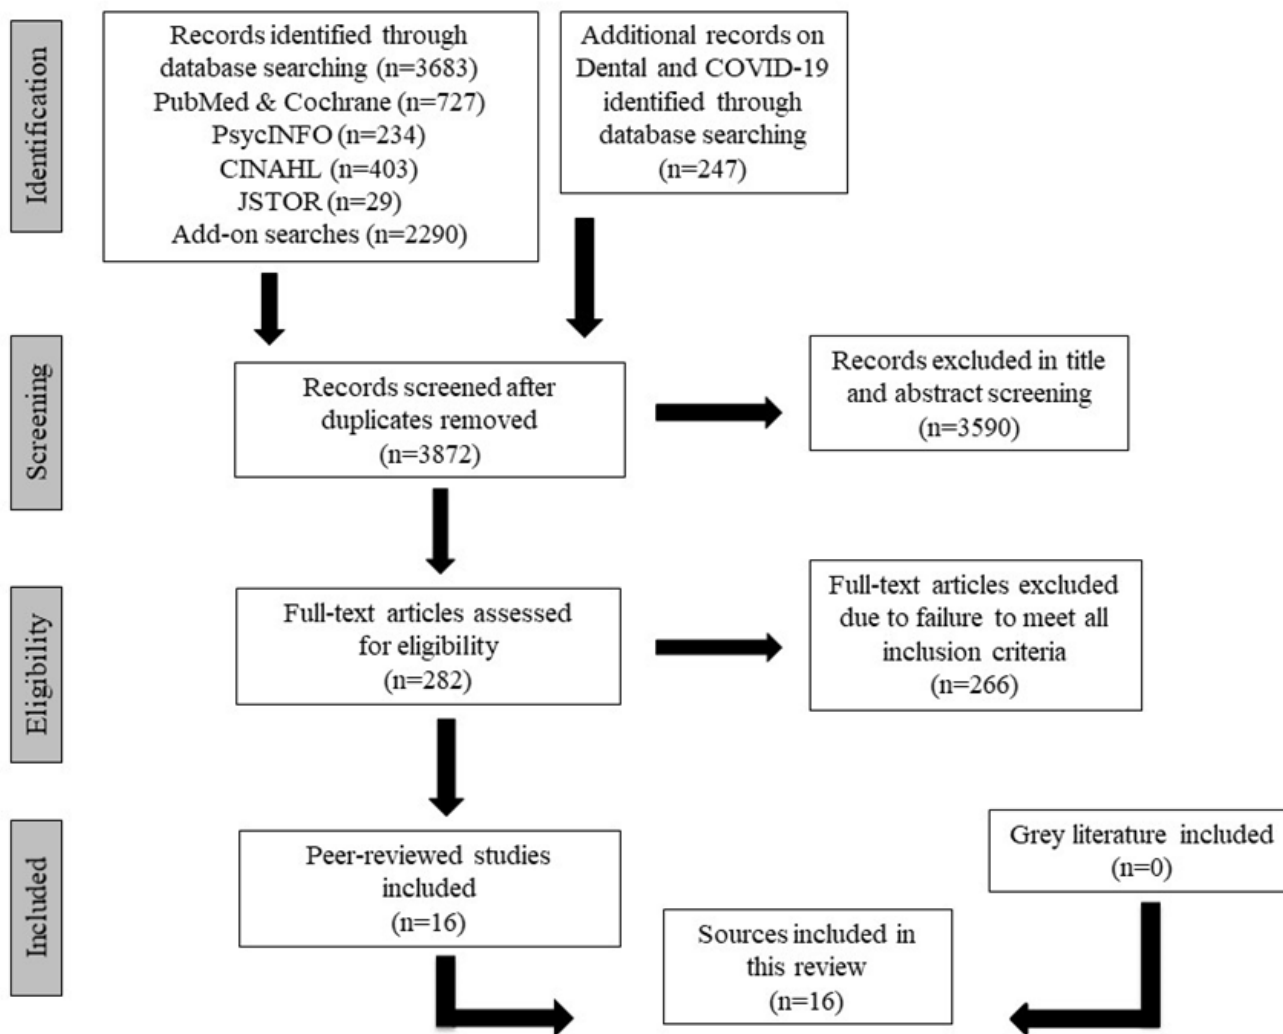 Identification
Records identified through
database searching (n=3683)
PubMed & Cochrane (n=727)
PsycINFO (n=234)
CINAHL (n=403)
JSTOR (n=29)
Add-on searches (n=2290)
Additional records on
Dental and COVID-19
identified through
database searching
(n=247)
Screening
Records screened after
duplicates removed
(n=3872)
Records excluded in title
and abstract screening
(n=3590)
Eligibility
Full-text articles assessed
for eligibility
(n=282)
Full-text articles excluded
due to failure to meet all
inclusion criteria
(n=266)
Included
Peer-reviewed studies
included
(n=16)
Grey literature included
(n=0)
Sources included in
this review
(n=16)